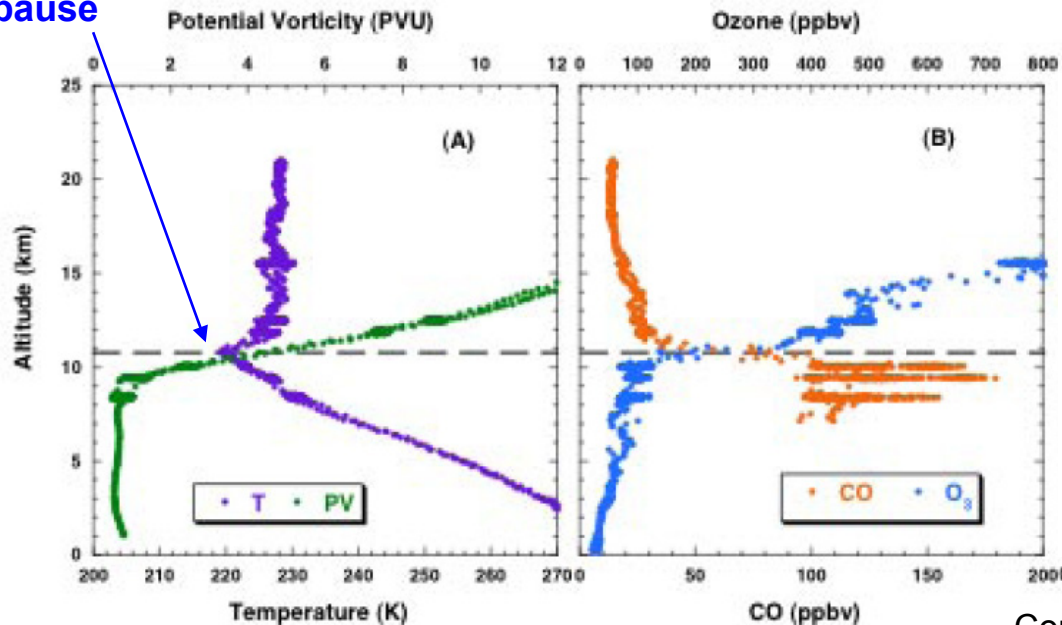 Potential Vorticity (PVU)
0 2 4 6 8 10 12
Ozone (ppbv)
0 100 200 300 400 500 600 700 800
Altitude (km)
25
20
15
10
5
0
(A)
(B)
T PV
CO O3
200 210 220 230 240 250 260 270
0 50 100 150 200
Temperature (K)
CO (ppbv)